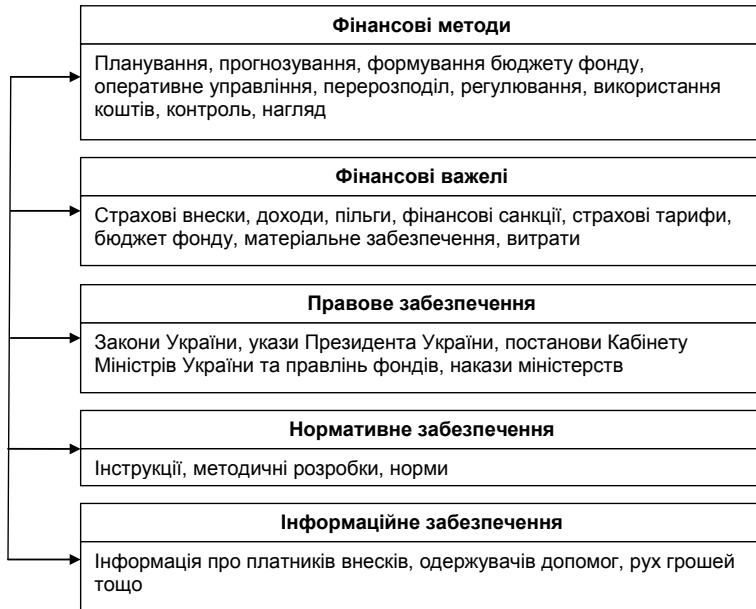 Фінансові методи
Планування, прогнозування, формування бюджету фонду,
оперативне управління, перерозподіл, регулювання, використання
коштів, контроль, нагляд
Фінансові важелі
Страхові внески, доходи, пільги, фінансові санкції, страхові тарифи,
бюджет фонду, матеріальне забезпечення, витрати
Правове забезпечення
Закони України, укази Президента України, постанови Кабінету
Міністрів України та правлінь фондів, накази міністерств
Нормативне забезпечення
Інструкції, методичні розробки, норми
Інформаційне забезпечення
Інформація про платників внесків, одержувачів допомог, рух грошей
тощо